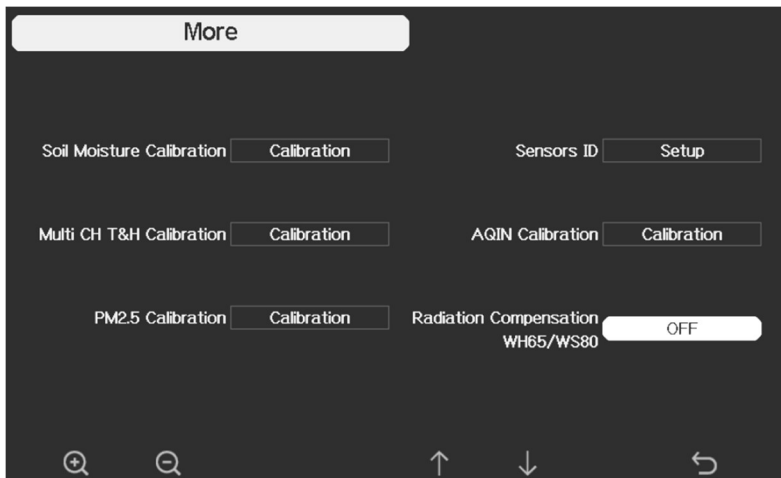 More
Soil Moisture Calibration Calibration Sensors ID Setup
Multi CH T&H Calibration Calibration AQIN Calibration Calibration
PM2.5 Calibration Calibration Radiation Compensation
WH65/WS80 OFF